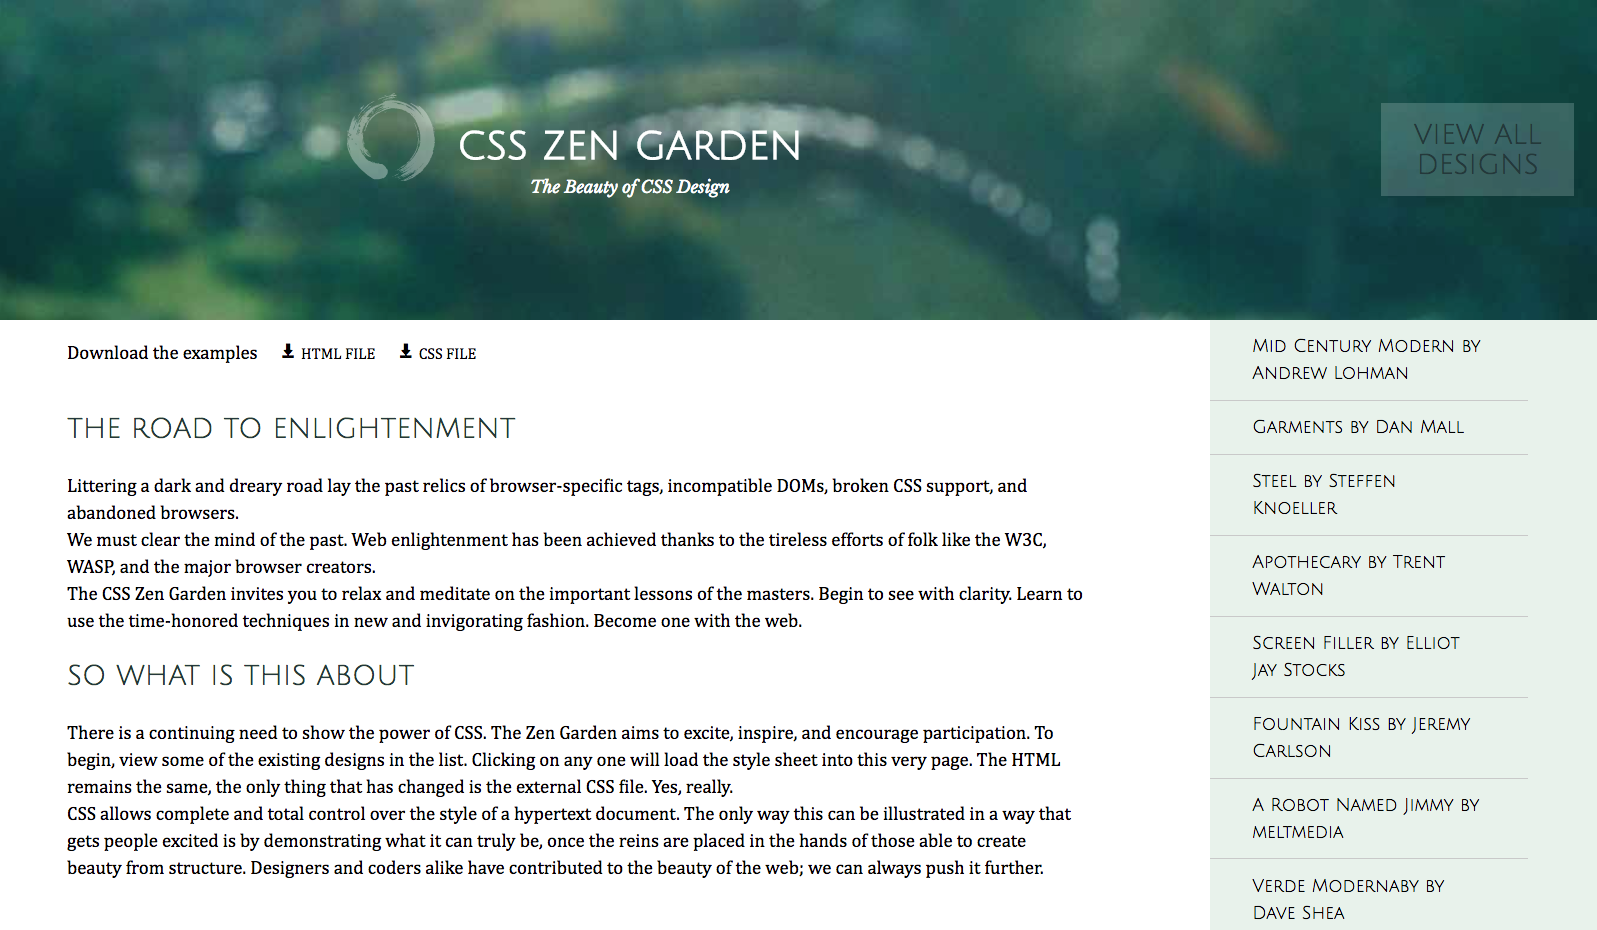 CSS ZEN GARDEN
The Beauty of CSS Design
VIEW ALL
DESIGNS
Download the examples HTML FILE CSS FILE
THE ROAD TO ENLIGHTENMENT
Littering a dark and dreary road lay the past relics of browser-specific tags, incompatible DOMs, broken CSS support, and
abandoned browsers.
We must clear the mind of the past. Web enlightenment has been achieved thanks to the tireless efforts of folk like the W3C,
WASP, and the major browser creators.
The CSS Zen Garden invites you to relax and meditate on the important lessons of the masters. Begin to see with clarity. Learn to
use the time-honored techniques in new and invigorating fashion. Become one with the web.
SO WHAT IS THIS ABOUT
There is a continuing need to show the power of CSS. The Zen Garden aims to excite, inspire, and encourage participation. To
begin, view some of the existing designs in the list. Clicking on any one will load the style sheet into this very page. The HTML
remains the same, the only thing that has changed is the external CSS file. Yes, really.
CSS allows complete and total control over the style of a hypertext document. The only way this can be illustrated in a way that
gets people excited is by demonstrating what it can truly be, once the reins are placed in the hands of those able to create
beauty from structure. Designers and coders alike have contributed to the beauty of the web; we can always push it further.
Mid Century Modern by
Andrew Lohman
Garments by Dan Mall
Steel by Steffen
Knoeller
Apothecary by Trent
Walton
Screen Filler by Elliot
Jay Stocks
Fountain Kiss by Jeremy
Carlson
A Robot Named Jimmy by
meltmedia
Verde Modernaby by
Dave Shea